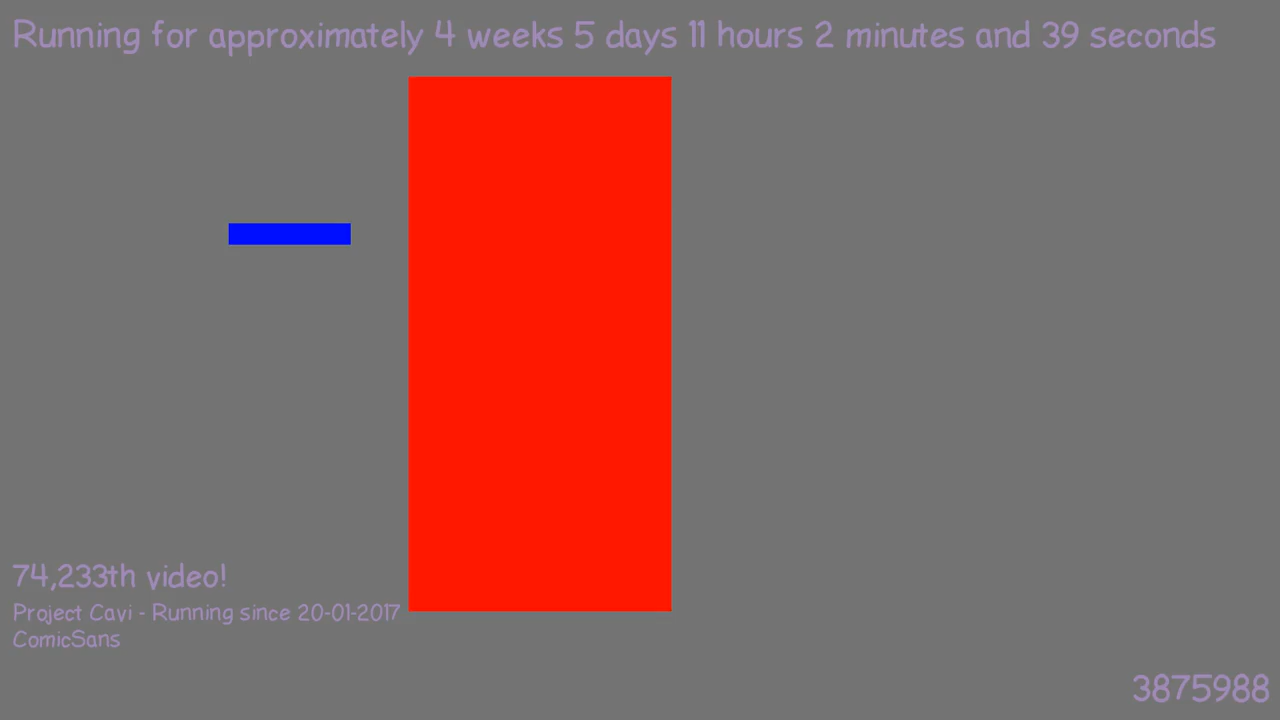 Running for approximately 4 weeks 5 days 11 hours 2 minutes and 39 seconds
74,233th video!
Project Cavi - Running since 20-01-2017
ComicSans
3875988